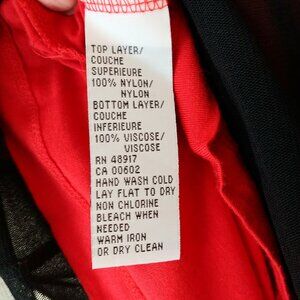 TOP LAYER/
COUCHE
SUPERIEURE
100% NYLON/
NYLON
BOTTOM LAYER/
COUCHE
INFERIEURE
100% VISCOSE/
VISCOSE
RN 48917
CA 00602
HAND WASH COLD
LAY FLAT TO DRY
NON CHLORINE
BLEACH WHEN
NEEDED
WARM IRON
OR DRY CLEAN